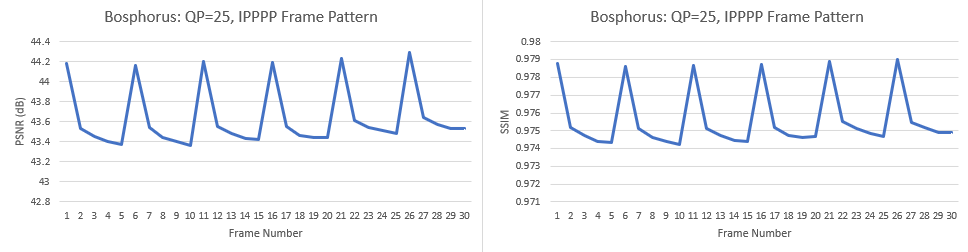 Bosphorus: QP=25, IPPPP Frame Pattern
44.4
44.2
44
43.8
43.6
43.4
43.2
43
42.8
PSNR (dB)
1 2 3 4 5 6 7 8 9 10 11 12 13 14 15 16 17 18 19 20 21 22 23 24 25 26 27 28 29 30
Frame Number
Bosphorus: QP=25, IPPPP Frame Pattern
0.98
0.979
0.978
0.977
0.976
0.975
0.974
0.973
0.972
0.971
SSIM
1 2 3 4 5 6 7 8 9 10 11 12 13 14 15 16 17 18 19 20 21 22 23 24 25 26 27 28 29 30
Frame Number